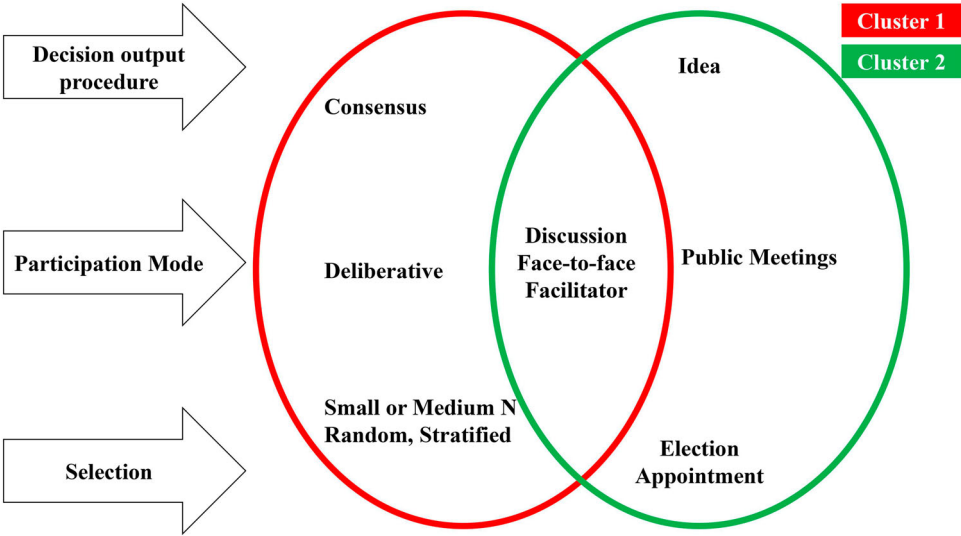 Cluster 1
Cluster 2
Decision output
procedure
Consensus
Idea
Participation Mode
Deliberative
Discussion
Face-to-face
Facilitator
Public Meetings
Selection
Small or Medium N
Random, Stratified
Election
Appointment